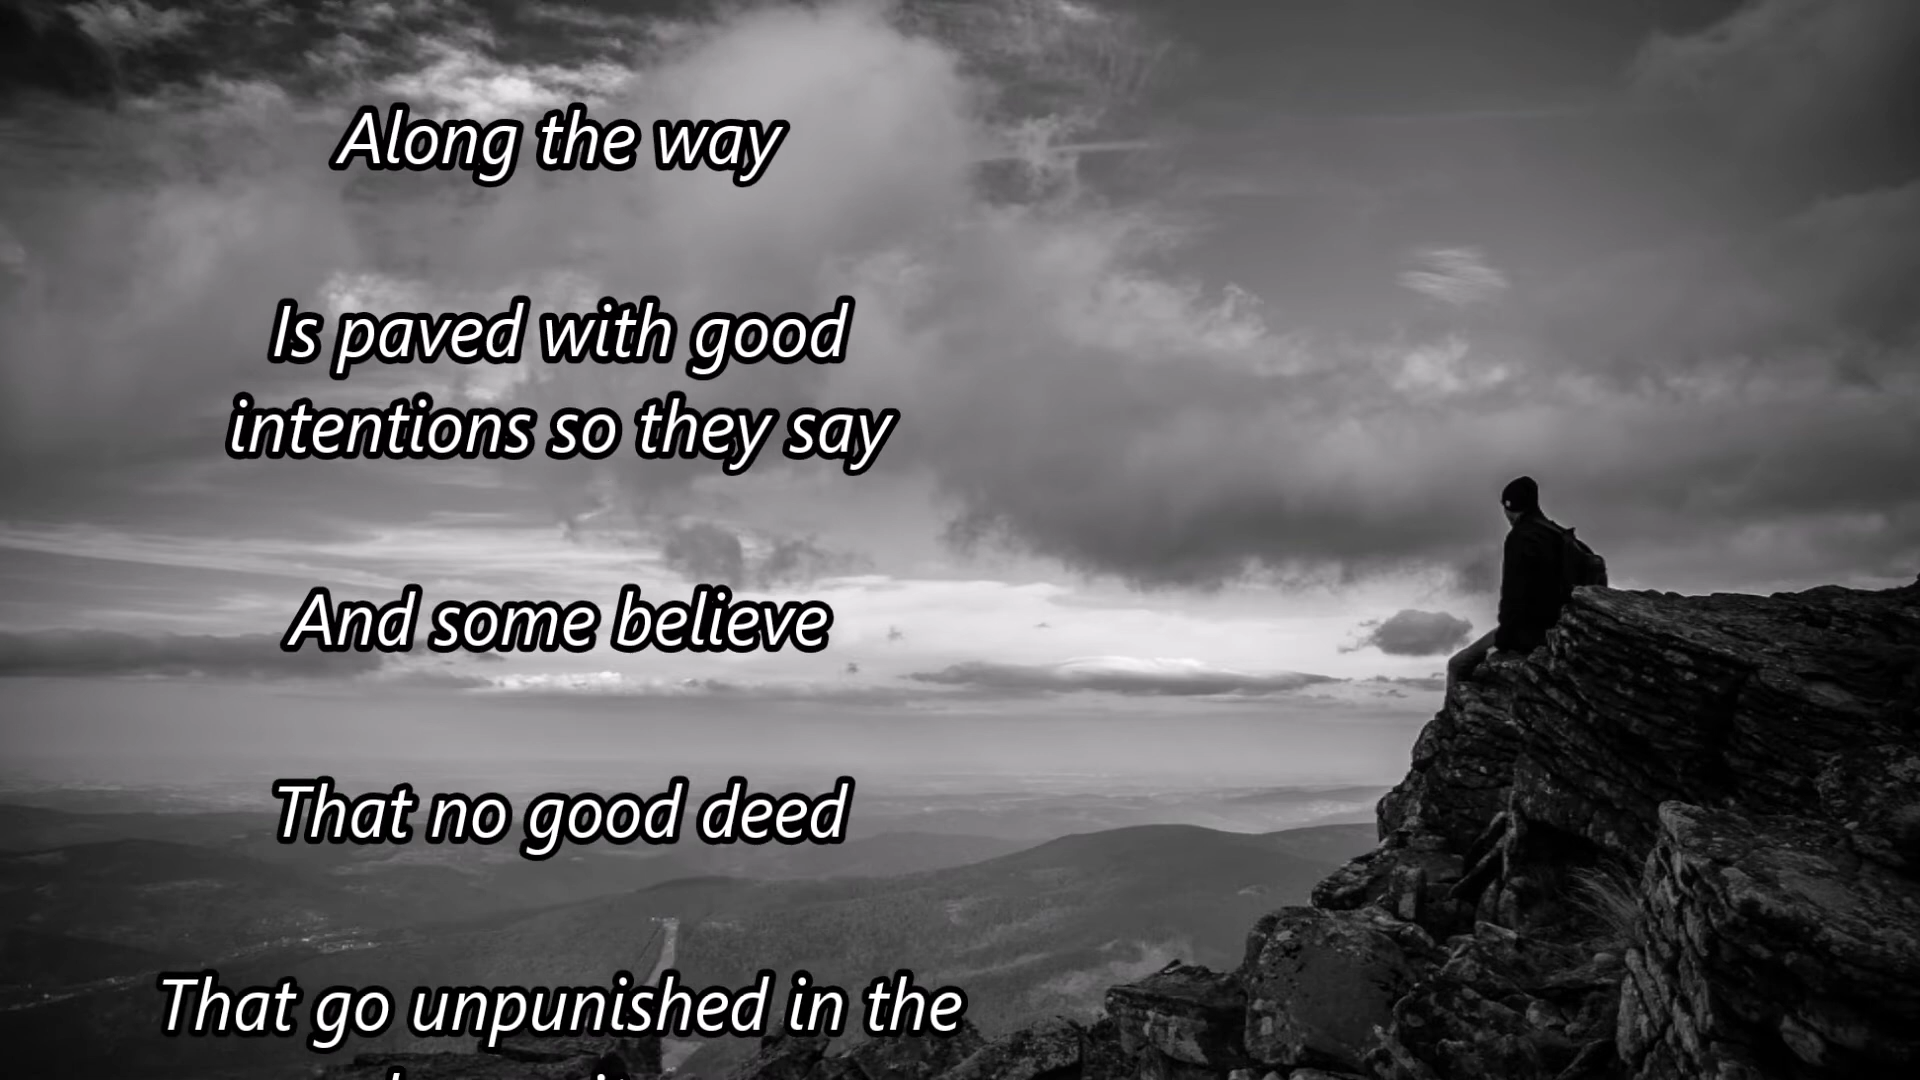 Along the way
Is paved with good
intentions so they say
And some believe
That no good deed
That go unpunished in the